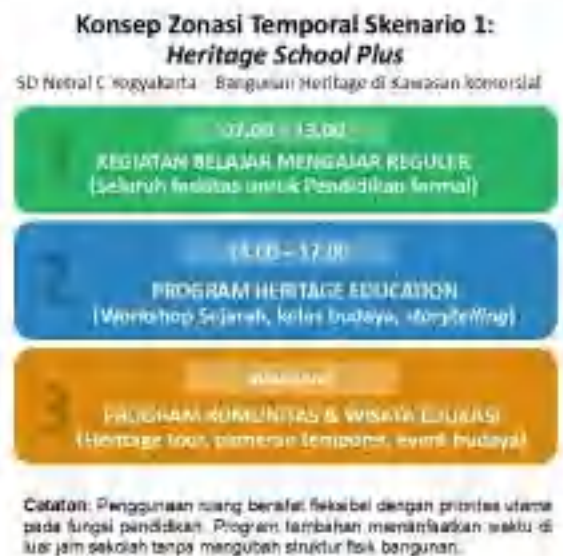 Konsep Zonasi Temporal Skenario 1:
Heritage School Plus
SD Netral C Yogyakarta - Bangunan Heritage di Kawasan komersial
1
07.00 - 13.00
KEGIATAN BELAJAR MENGAJAR REGULER
(Seluruh fasilitas untuk Pendidikan formal)
2
– 17.00
PROGRAM HERITAGE EDUCATION
(Workshop Sejarah, kelas budaya, storytelling)
3
PROGRAM KOMUNITAS & WISATA EDUKASI
(Heritage tour, pameran temporer, event budaya)
Catatan: Penggunaan ruang bersifat fleksibel dengan prioritas utama
pada fungsi pendidikan. Program tambahan memanfaatkan waktu di
luar jam sekolah tanpa mengubah struktur fisik bangunan.